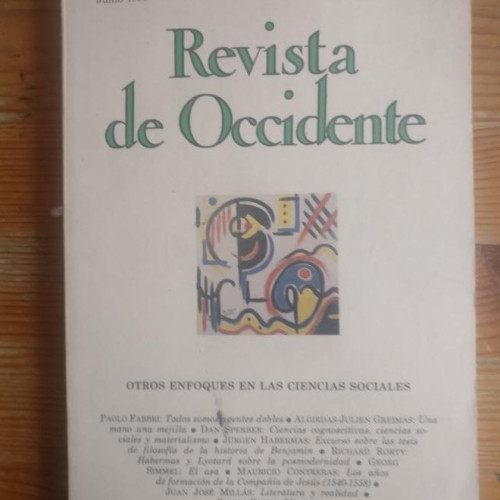 Revista
de Occidente
OTROS ENFOQUES EN LAS CIENCIAS SOCIALES
PAOLO FABBRI: Todos somos agentes dobles • ALGIRDAS-JULIEN GREIMAS: Una
mano una mejilla • DAN SPERBER: Ciencias cognoscitivas, ciencias so-
ciales y materialismo • JÜRGEN HABERMAS: Excurso sobre las tesis
de filosofía de la historia de Benjamin • RICHARD RORTY:
Habermas y Lyotard sobre la posmodernidad • GEORG
SIMMEL: El asa • MAURICIO CONTRERAS: Los años
de formación de la Compañía de Jesús (1540-1558) •
JUAN JOSÉ MILLÁS: Literatura y realidad •